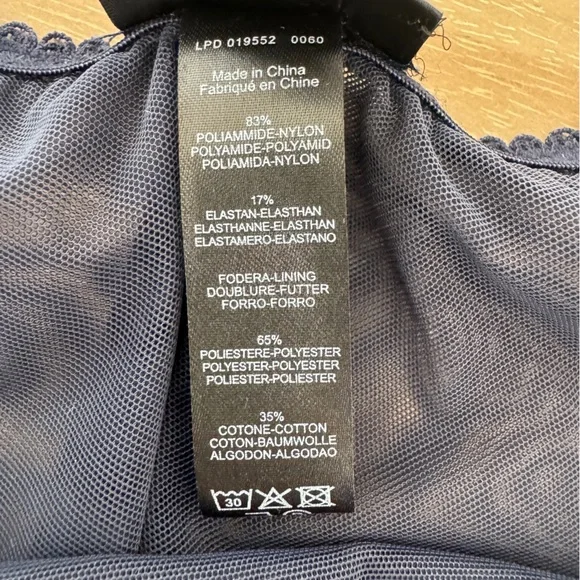 LPD 019552 0060
Made in China
Fabriqué en Chine
83%
POLIAMMIDE-NYLON
POLYAMIDE-POLYAMID
POLIAMIDA-NYLON
17%
ELASTAN-ELASTHAN
ELASTHANNE-ELASTHAN
ELASTAMERO-ELASTANO
FODERA-LINING
DOUBLURE-FUTTER
FORRO-FORRO
65%
POLIESTERE-POLYESTER
POLYESTER-POLYESTER
POLIESTER-POLIESTER
35%
COTONE-COTTON
COTON-BAUMWOLLE
ALGODON-ALGODAO
30